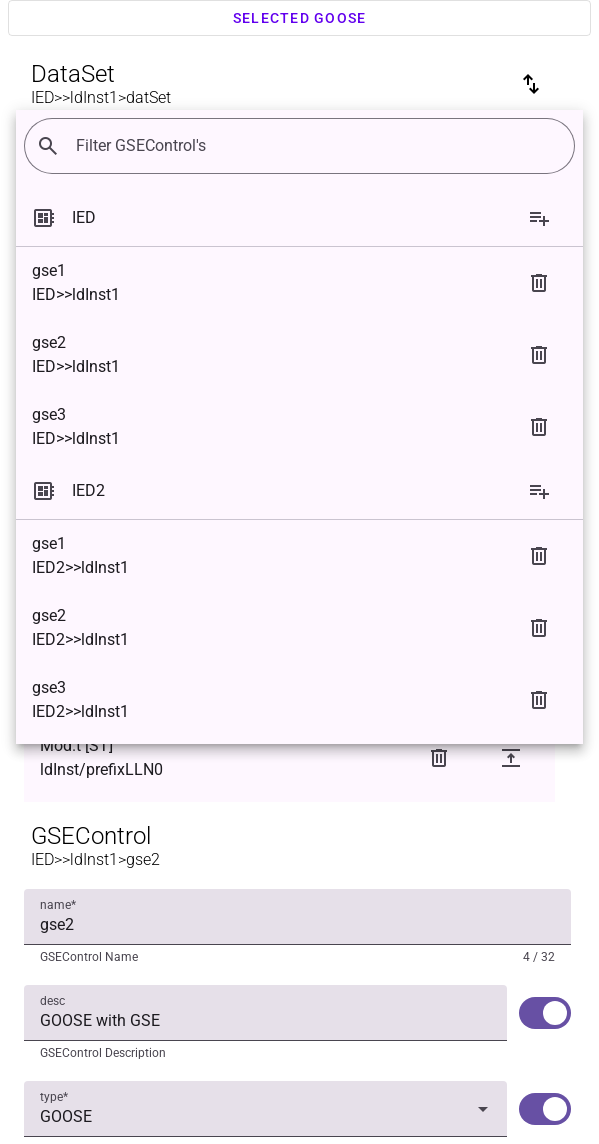 SELECTED GOOSE
DataSet
IED>>ldInst1>datSet
Filter GSEControl's
IED
gse1
IED>>ldInst1
gse2
IED>>ldInst1
gse3
IED>>ldInst1
IED2
gse1
IED2>>ldInst1
gse2
IED2>>ldInst1
gse3
IED2>>ldInst1
Mod.t [ST]
ldInst/prefixLLN0
GSEControl
IED>>ldInst1>gse2
name*
gse2
GSEControl Name 4 / 32
desc
GOOSE with GSE
GSEControl Description
type*
GOOSE